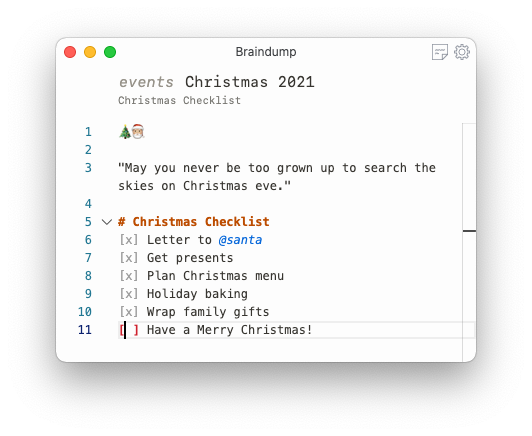 Braindump
events Christmas 2021
Christmas Checklist
1 🎄🎅🏼
2
3 "May you never be too grown up to search the
skies on Christmas eve."
4
5 # Christmas Checklist
6 [x] Letter to @santa
7 [x] Get presents
8 [x] Plan Christmas menu
9 [x] Holiday baking
10 [x] Wrap family gifts
11 [ ] Have a Merry Christmas!